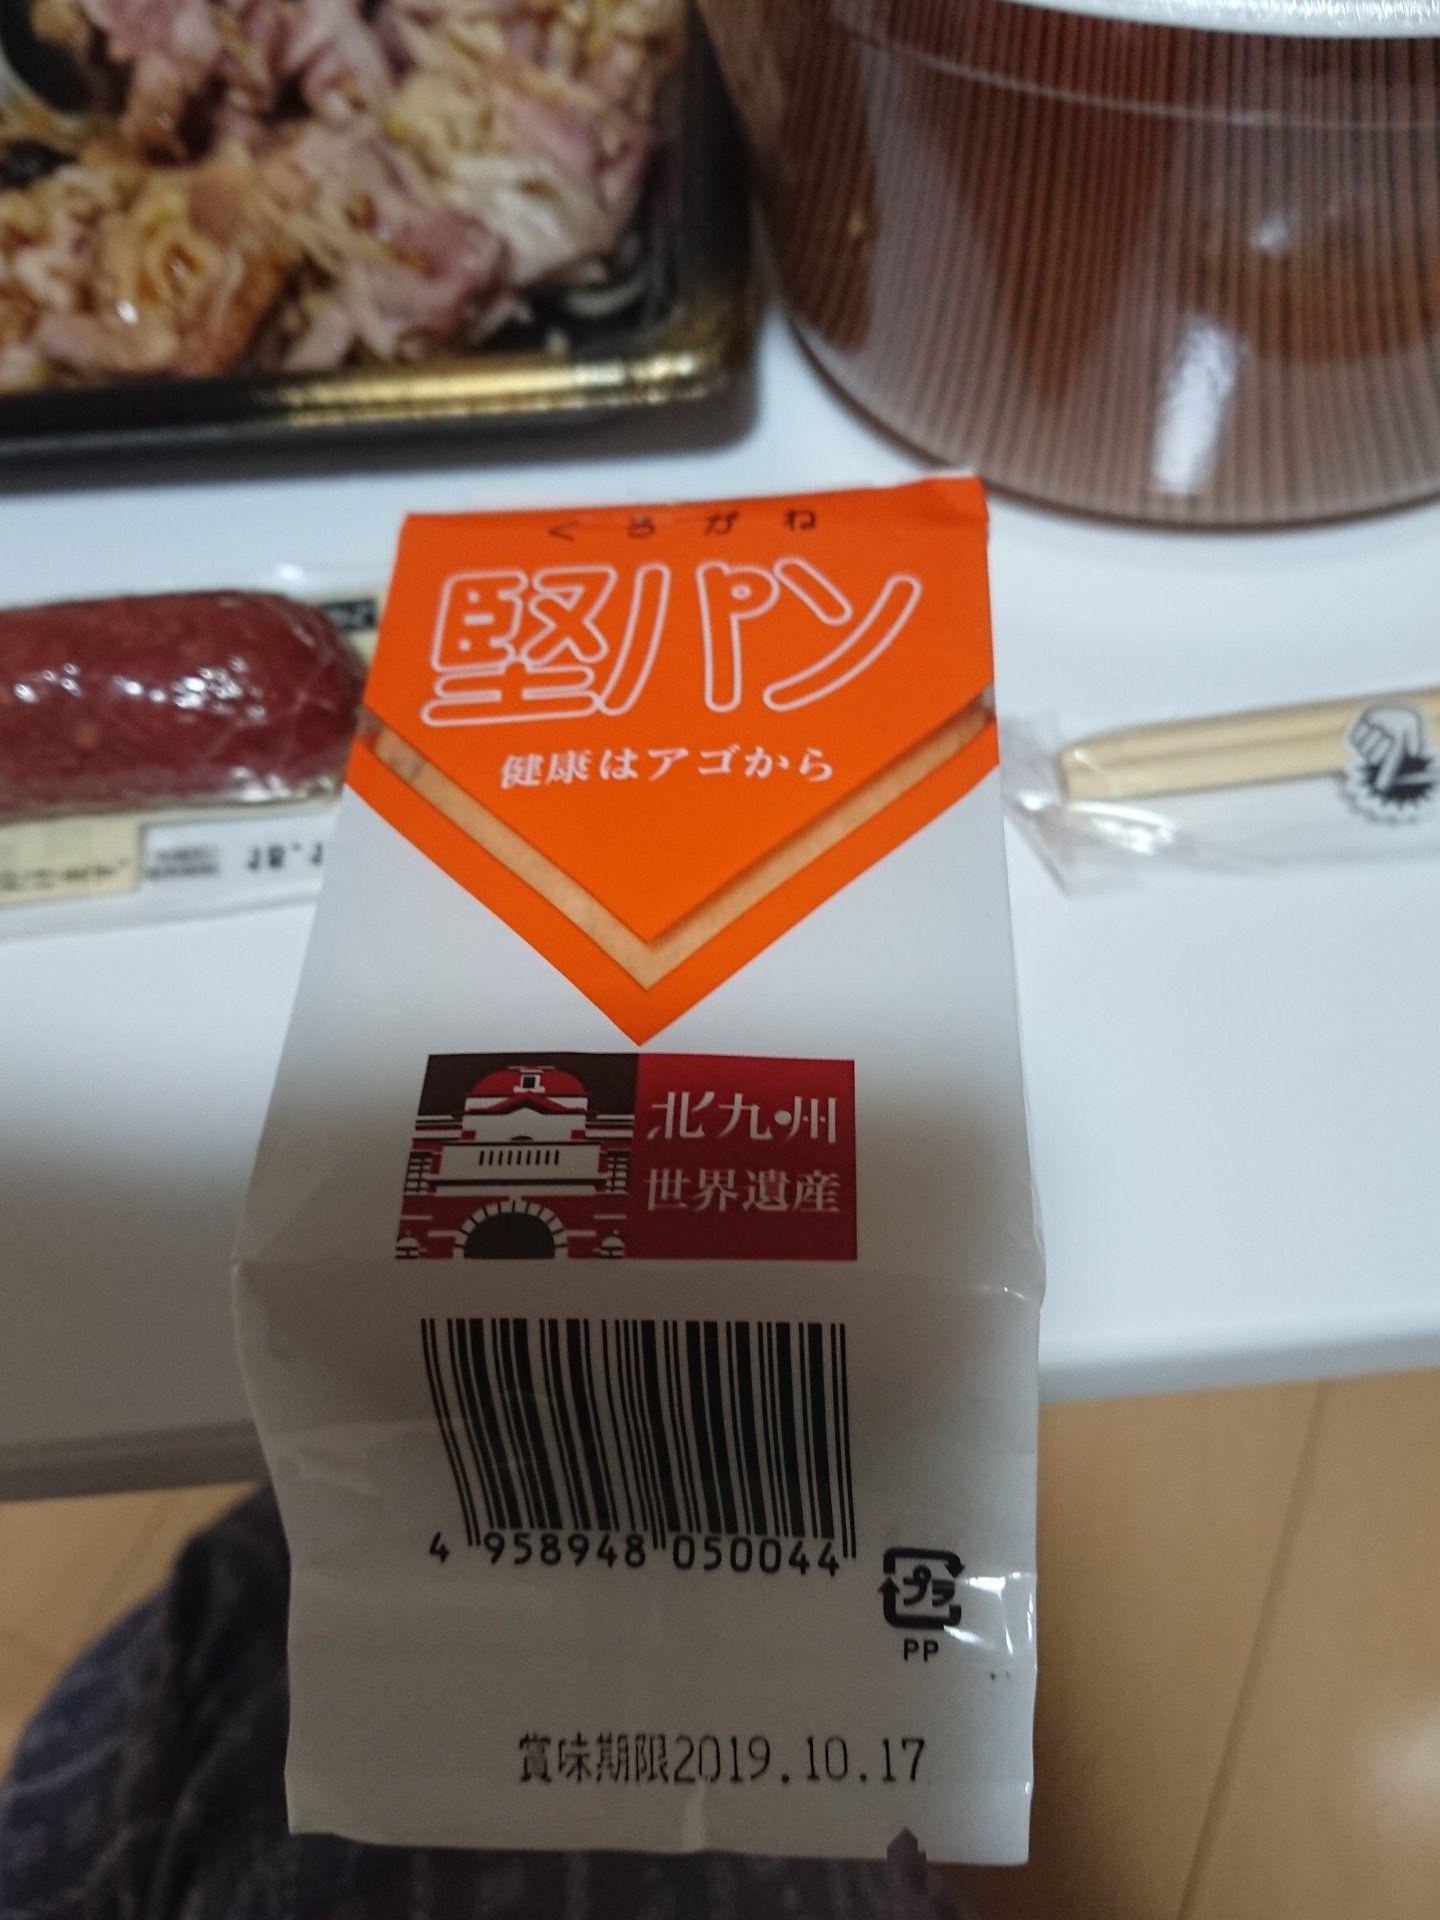 くろがね
堅パン
健康はアゴから
北九州
世界遺産
4 958948 050044
プラ
PP
賞味期限2019.10.17